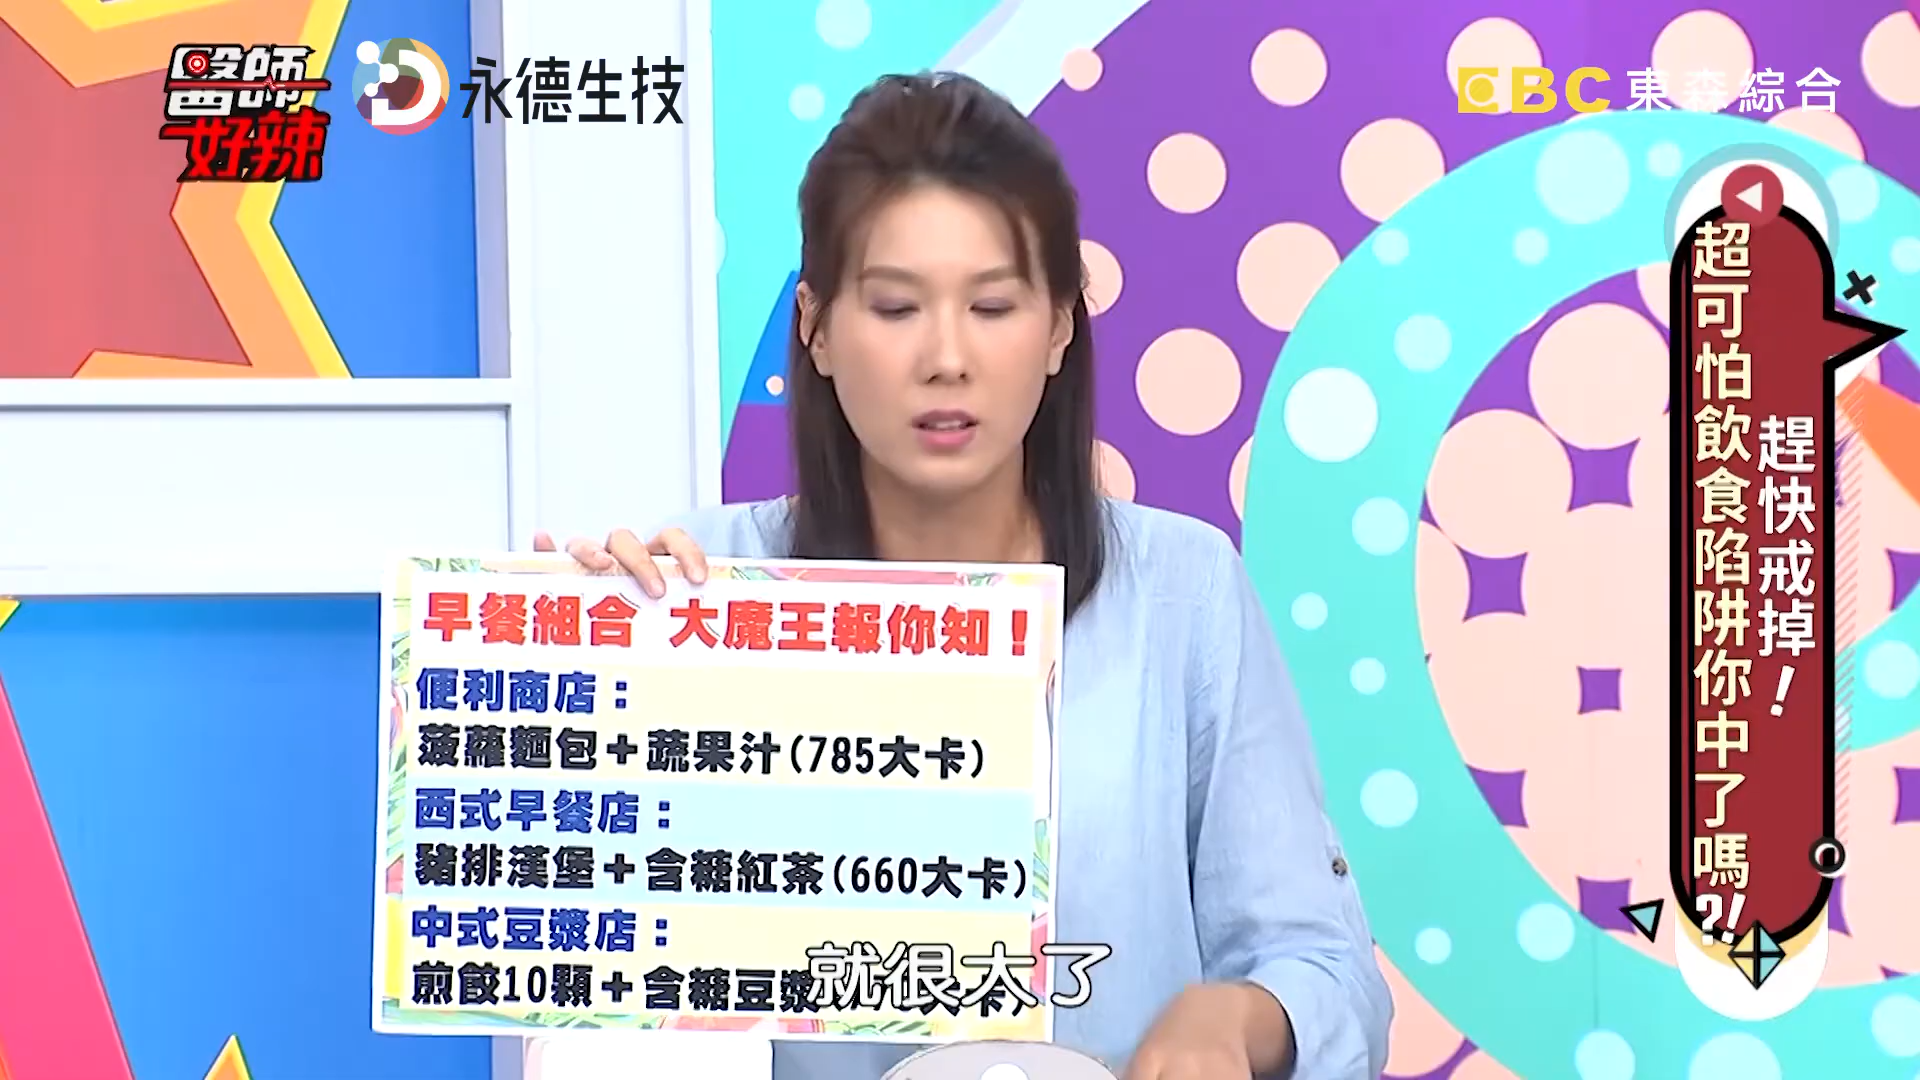 醫師
好辣
永德生技
EBC 東森綜合
超可怕飲食陷阱你中了嗎?!
趕快戒掉!
早餐組合 大魔王報你知!
便利商店:
菠蘿麵包+蔬果汁(785大卡)
西式早餐店:
豬排漢堡+含糖紅茶(660大卡)
中式豆漿店:
煎餃10顆+含糖豆漿
就很大了